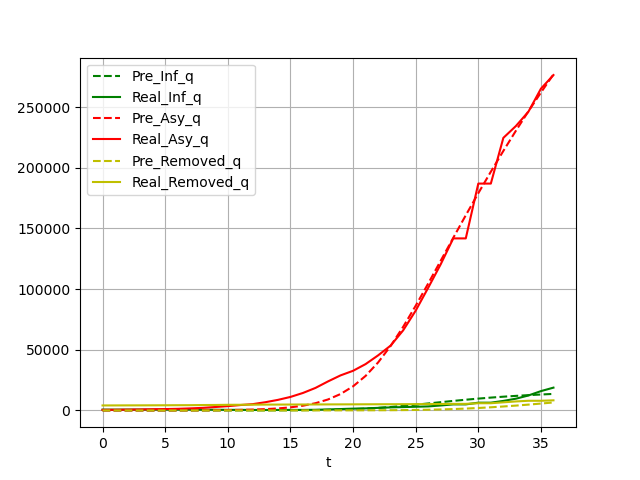 Pre_Inf_q
Real_Inf_q
Pre_Asy_q
Real_Asy_q
Pre_Removed_q
Real_Removed_q
250000
200000
150000
100000
50000
0
0 5 10 15 20 25 30 35
t